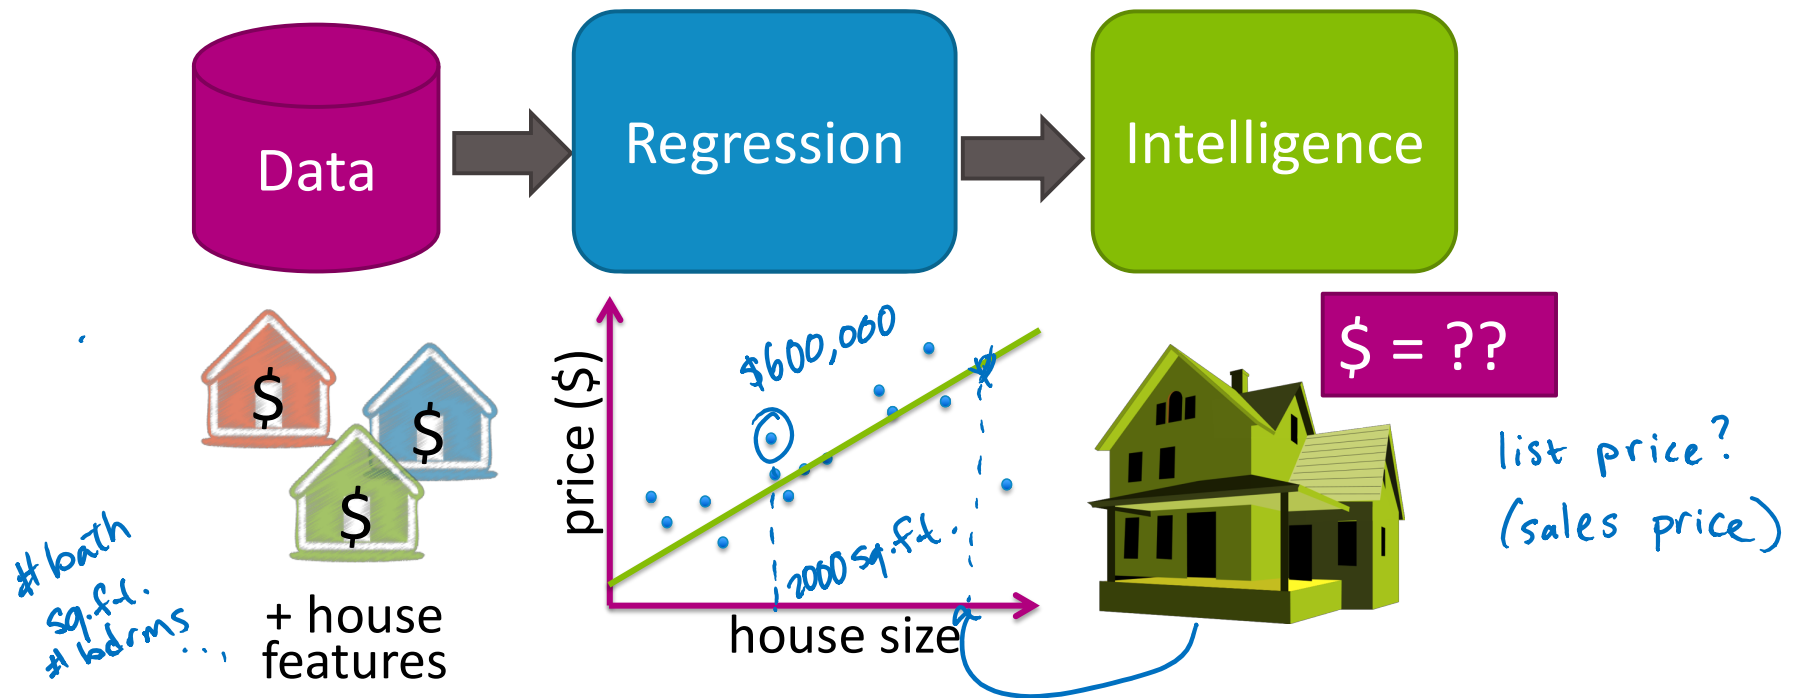 Data
Regression
Intelligence
$
$
$
# bath
sq.ft.
# bdrms ...
+ house
features
price ($)
$600,000
2000 sq.ft.
house size
$ = ??
list price?
(sales price)